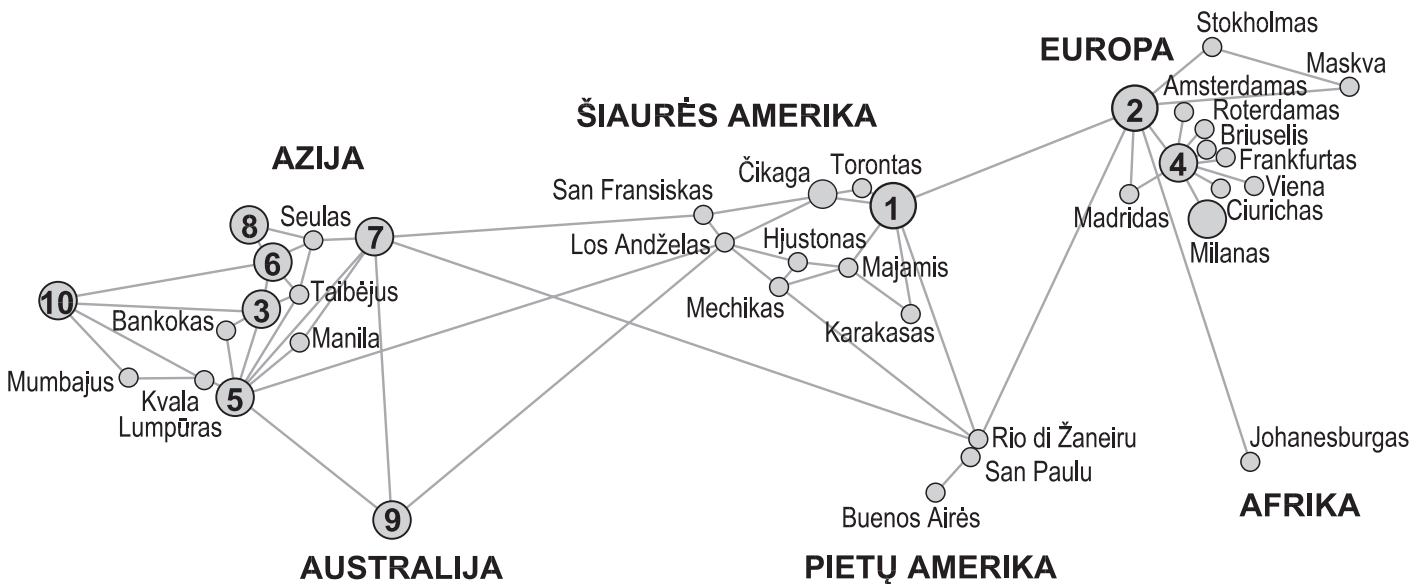 Stokholmas
EUROPA
Maskva
Amsterdamas
2
Roterdamas
ŠIAURĖS AMERIKA
Briuselis
4
Frankfurtas
AZIJA
Čikaga
Torontas
Viena
San Fransiskas
1
Madridas
Ciurichas
8
Seulas
7
Milanas
Los Andželas
Hjustonas
6
Majamis
10
Taibėjus
3
Mechikas
Bankokas
Karakasas
Manila
Mumbajus
Kvala
Lumpūras
5
Rio di Žaneiru
Johanesburgas
San Paulu
9
Buenos Airės
AFRIKA
AUSTRALIJA
PIETŲ AMERIKA